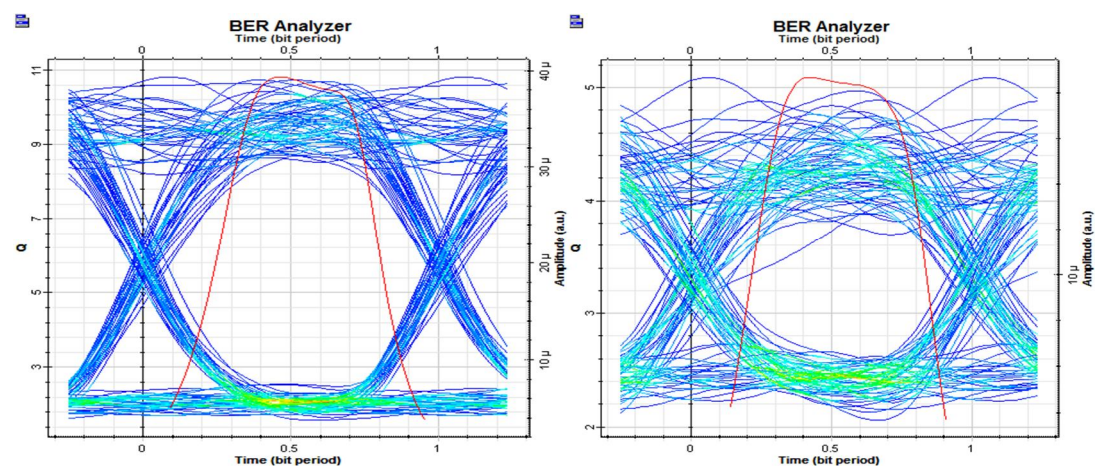 BER Analyzer
Time (bit period)
0 0.5 1
11
9
7
5
3
Q
40 µ
30 µ
20 µ
10 µ
Amplitude (a.u.)
0 0.5 1
Time (bit period)
BER Analyzer
Time (bit period)
0 0.5 1
5
4
3
2
Q
10 µ
Amplitude (a.u.)
0 0.5 1
Time (bit period)